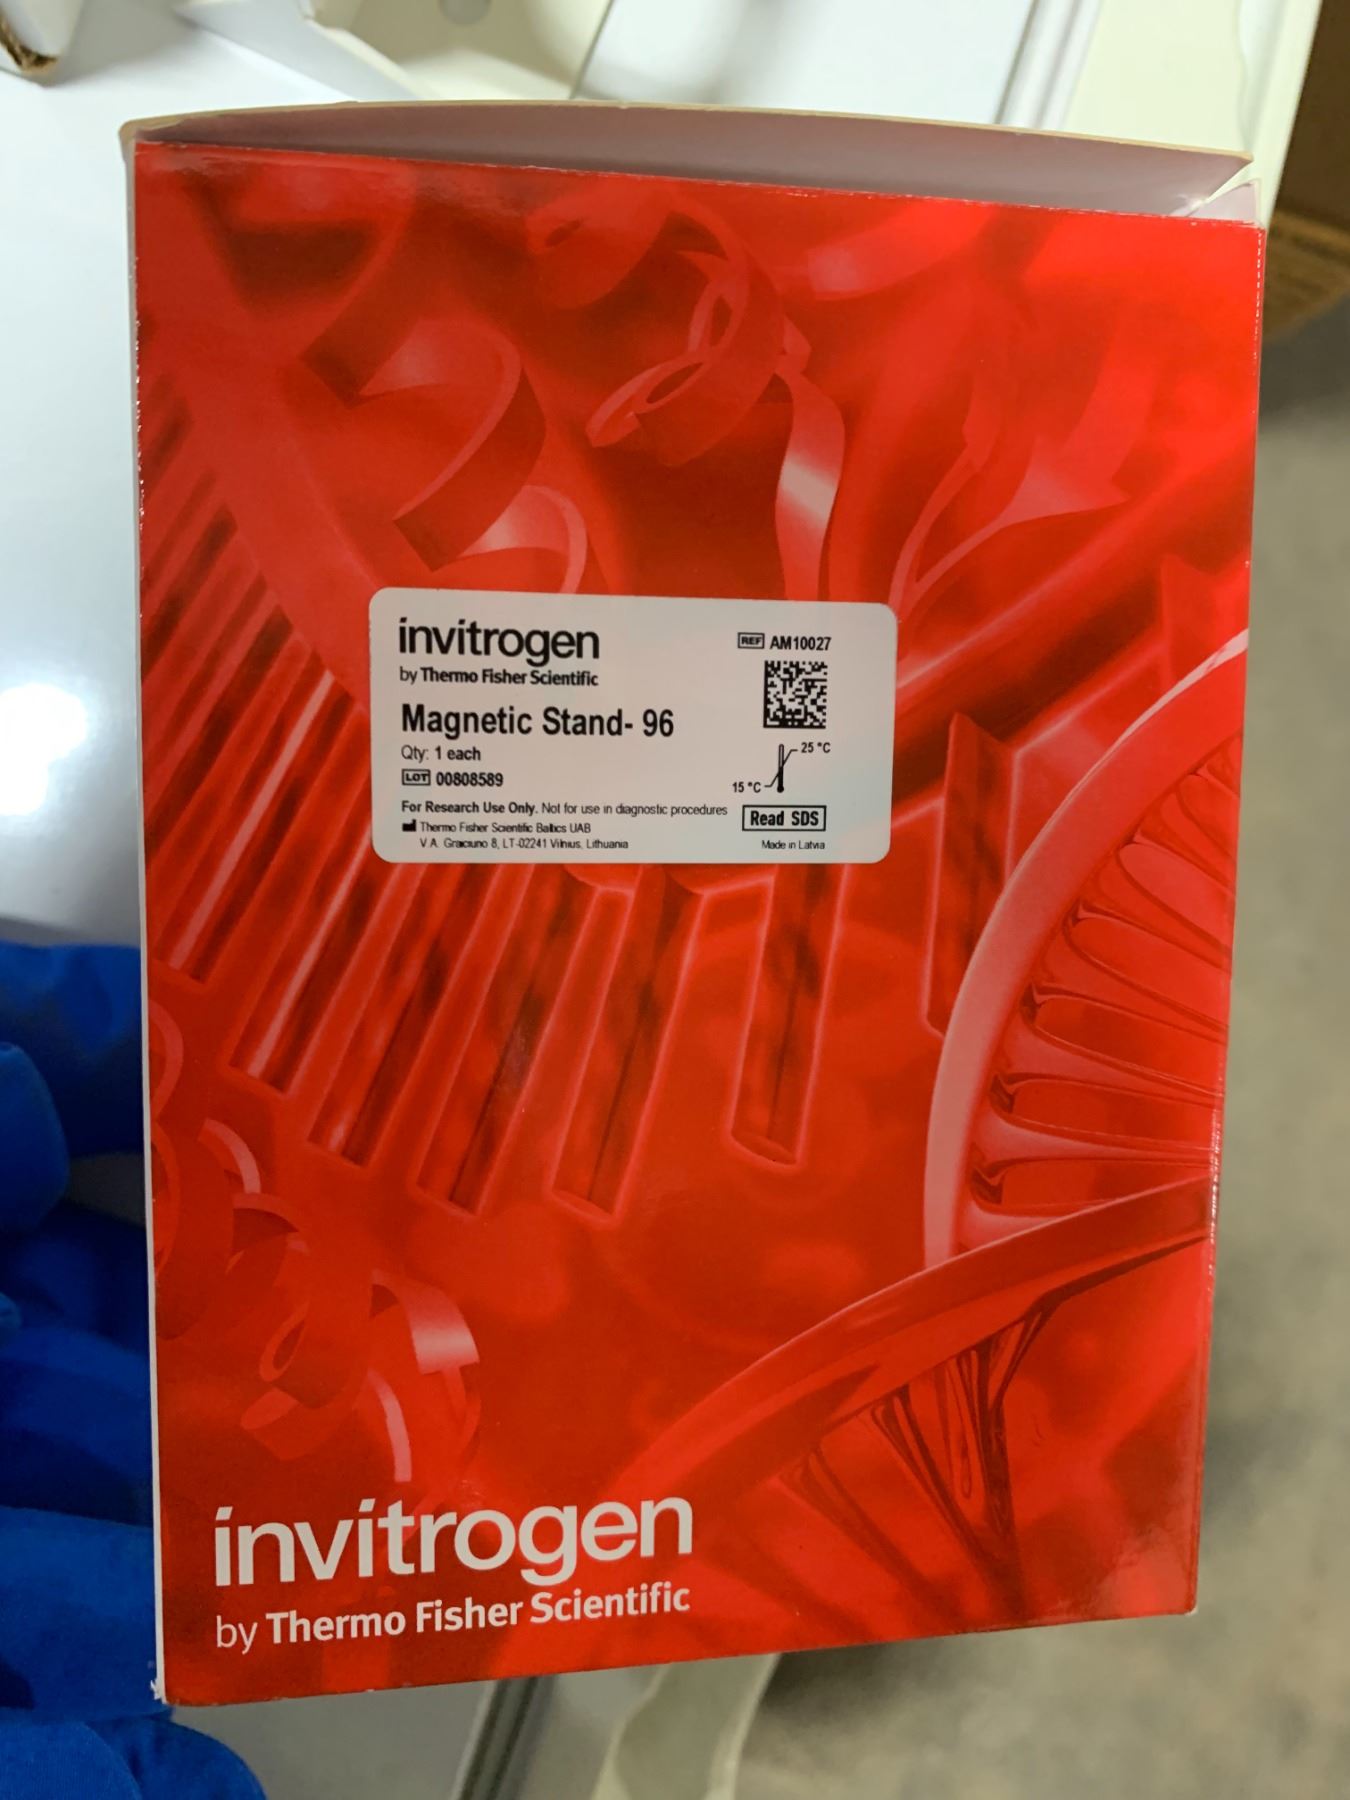 invitrogen
by Thermo Fisher Scientific
REF AM10027
Magnetic Stand- 96
Qty: 1 each
LOT 00808589
25 °C
15 °C
For Research Use Only. Not for use in diagnostic procedures
Thermo Fisher Scientific Baltics UAB
V.A. Graciuno 8, LT-02241 Vilnius, Lithuania
Read SDS
Made in Latvia
invitrogen
by Thermo Fisher Scientific